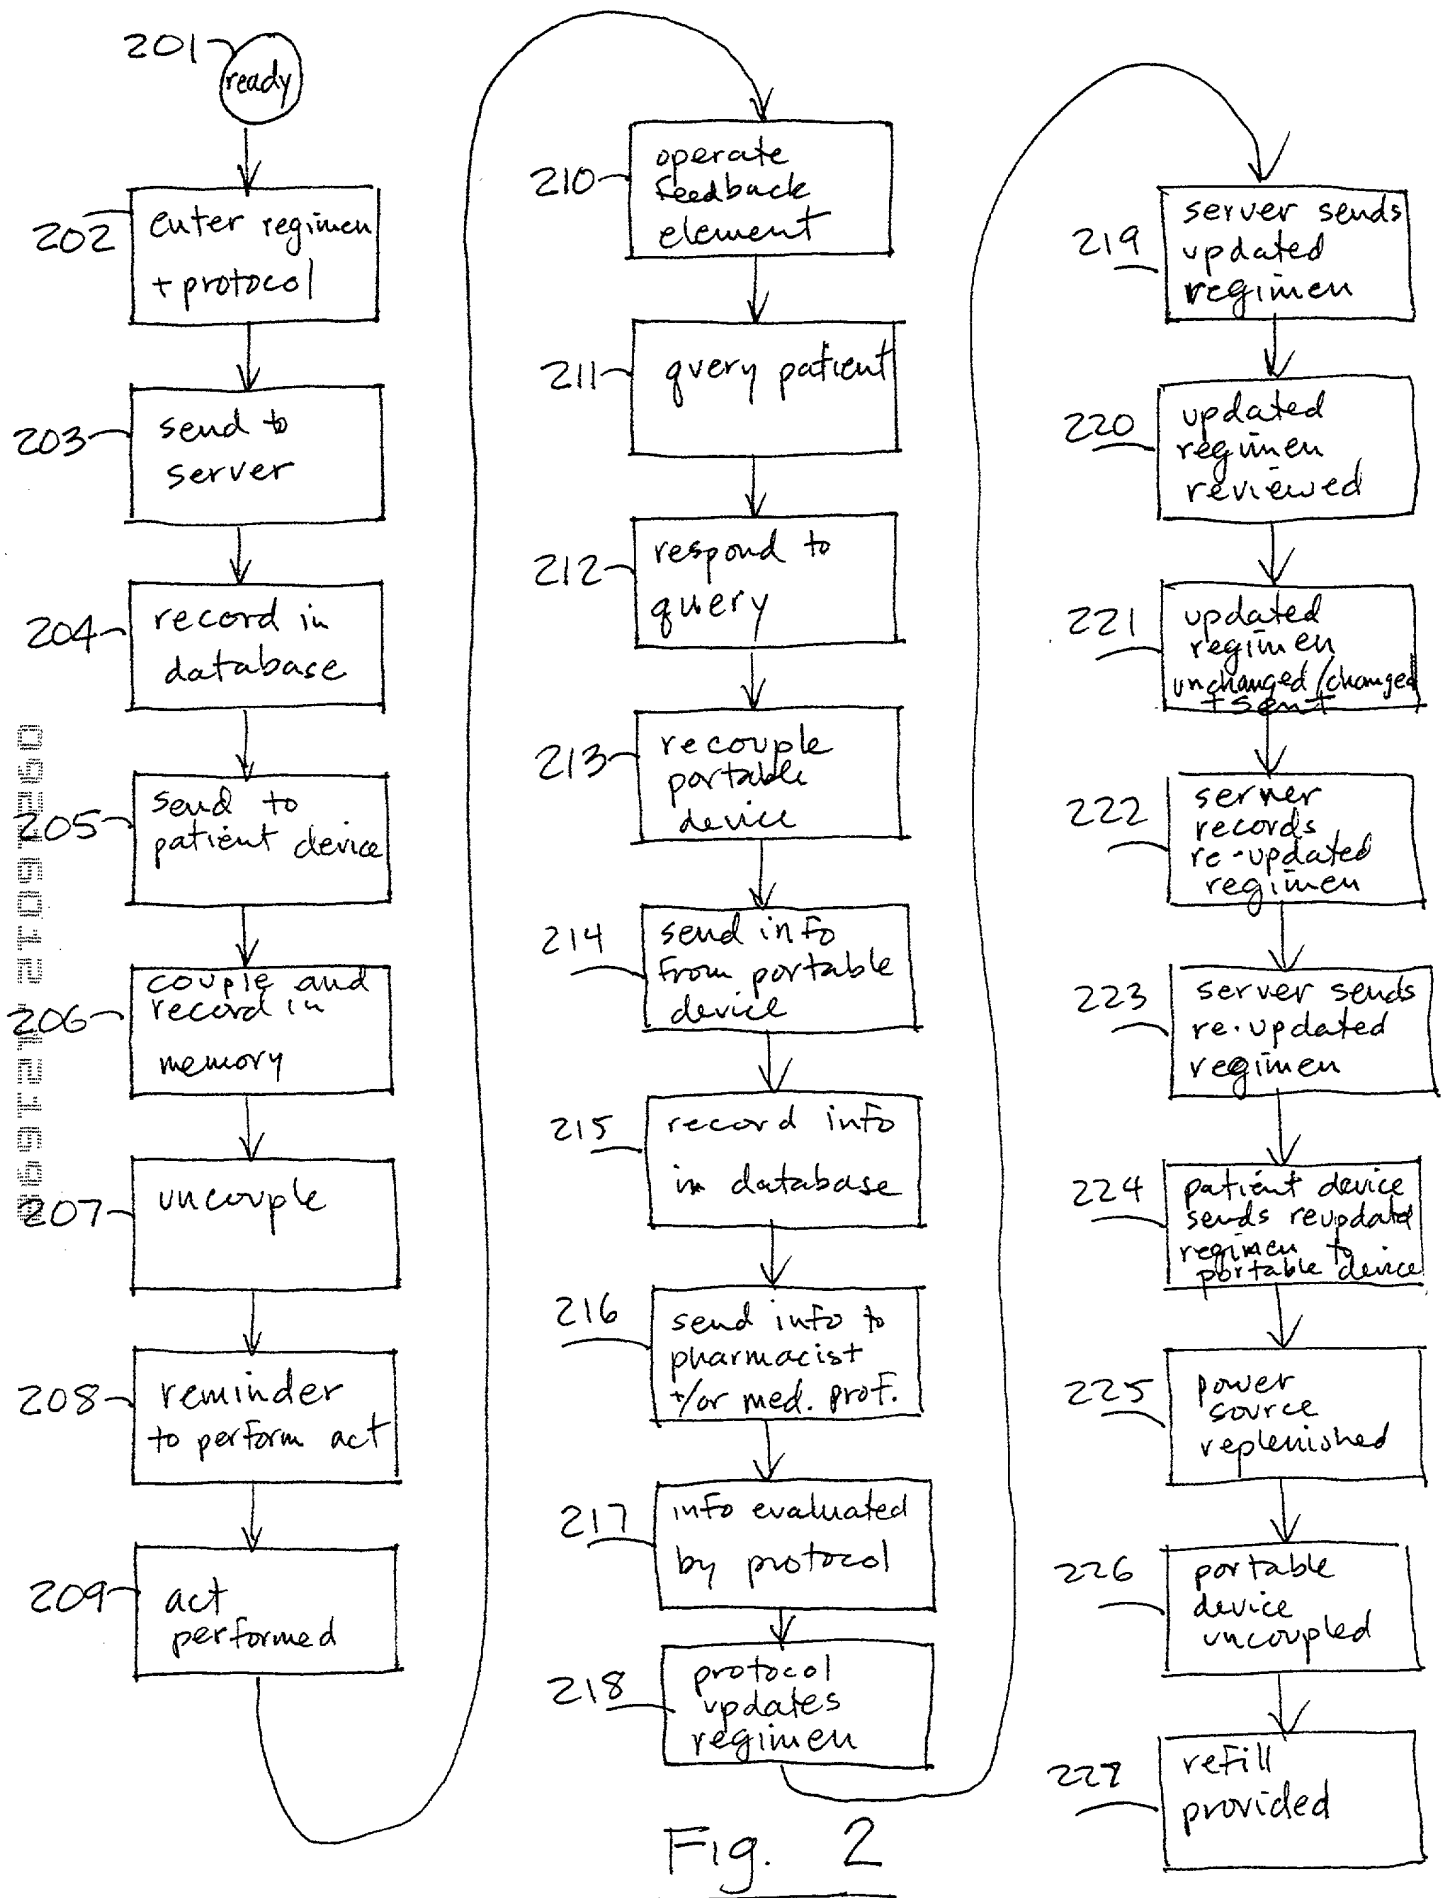 201
ready
202
enter regimen
+ protocol
203
send to
server
204
record in
database
205
send to
patient device
206
couple and
record in
memory
207
uncouple
208
reminder
to perform act
209
act
performed
210
operate
feedback
element
211
query patient
212
respond to
query
213
recouple
portable
device
214
send info
from portable
device
215
record info
in database
216
send info to
pharmacist
+/or med. prof.
217
info evaluated
by protocol
218
protocol
updates
regimen
219
server sends
updated
regimen
220
updated
regimen
reviewed
221
updated
regimen
unchanged/changed
+ sent
222
server
records
re-updated
regimen
223
server sends
re-updated
regimen
224
patient device
sends reupdated
regimen to
portable device
225
power
source
replenished
226
portable
device
uncoupled
227
refill
provided
Fig. 2